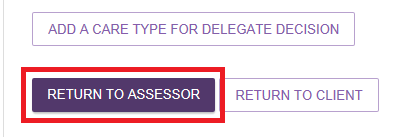 ADD A CARE TYPE FOR DELEGATE DECISION
RETURN TO ASSESSOR
RETURN TO CLIENT